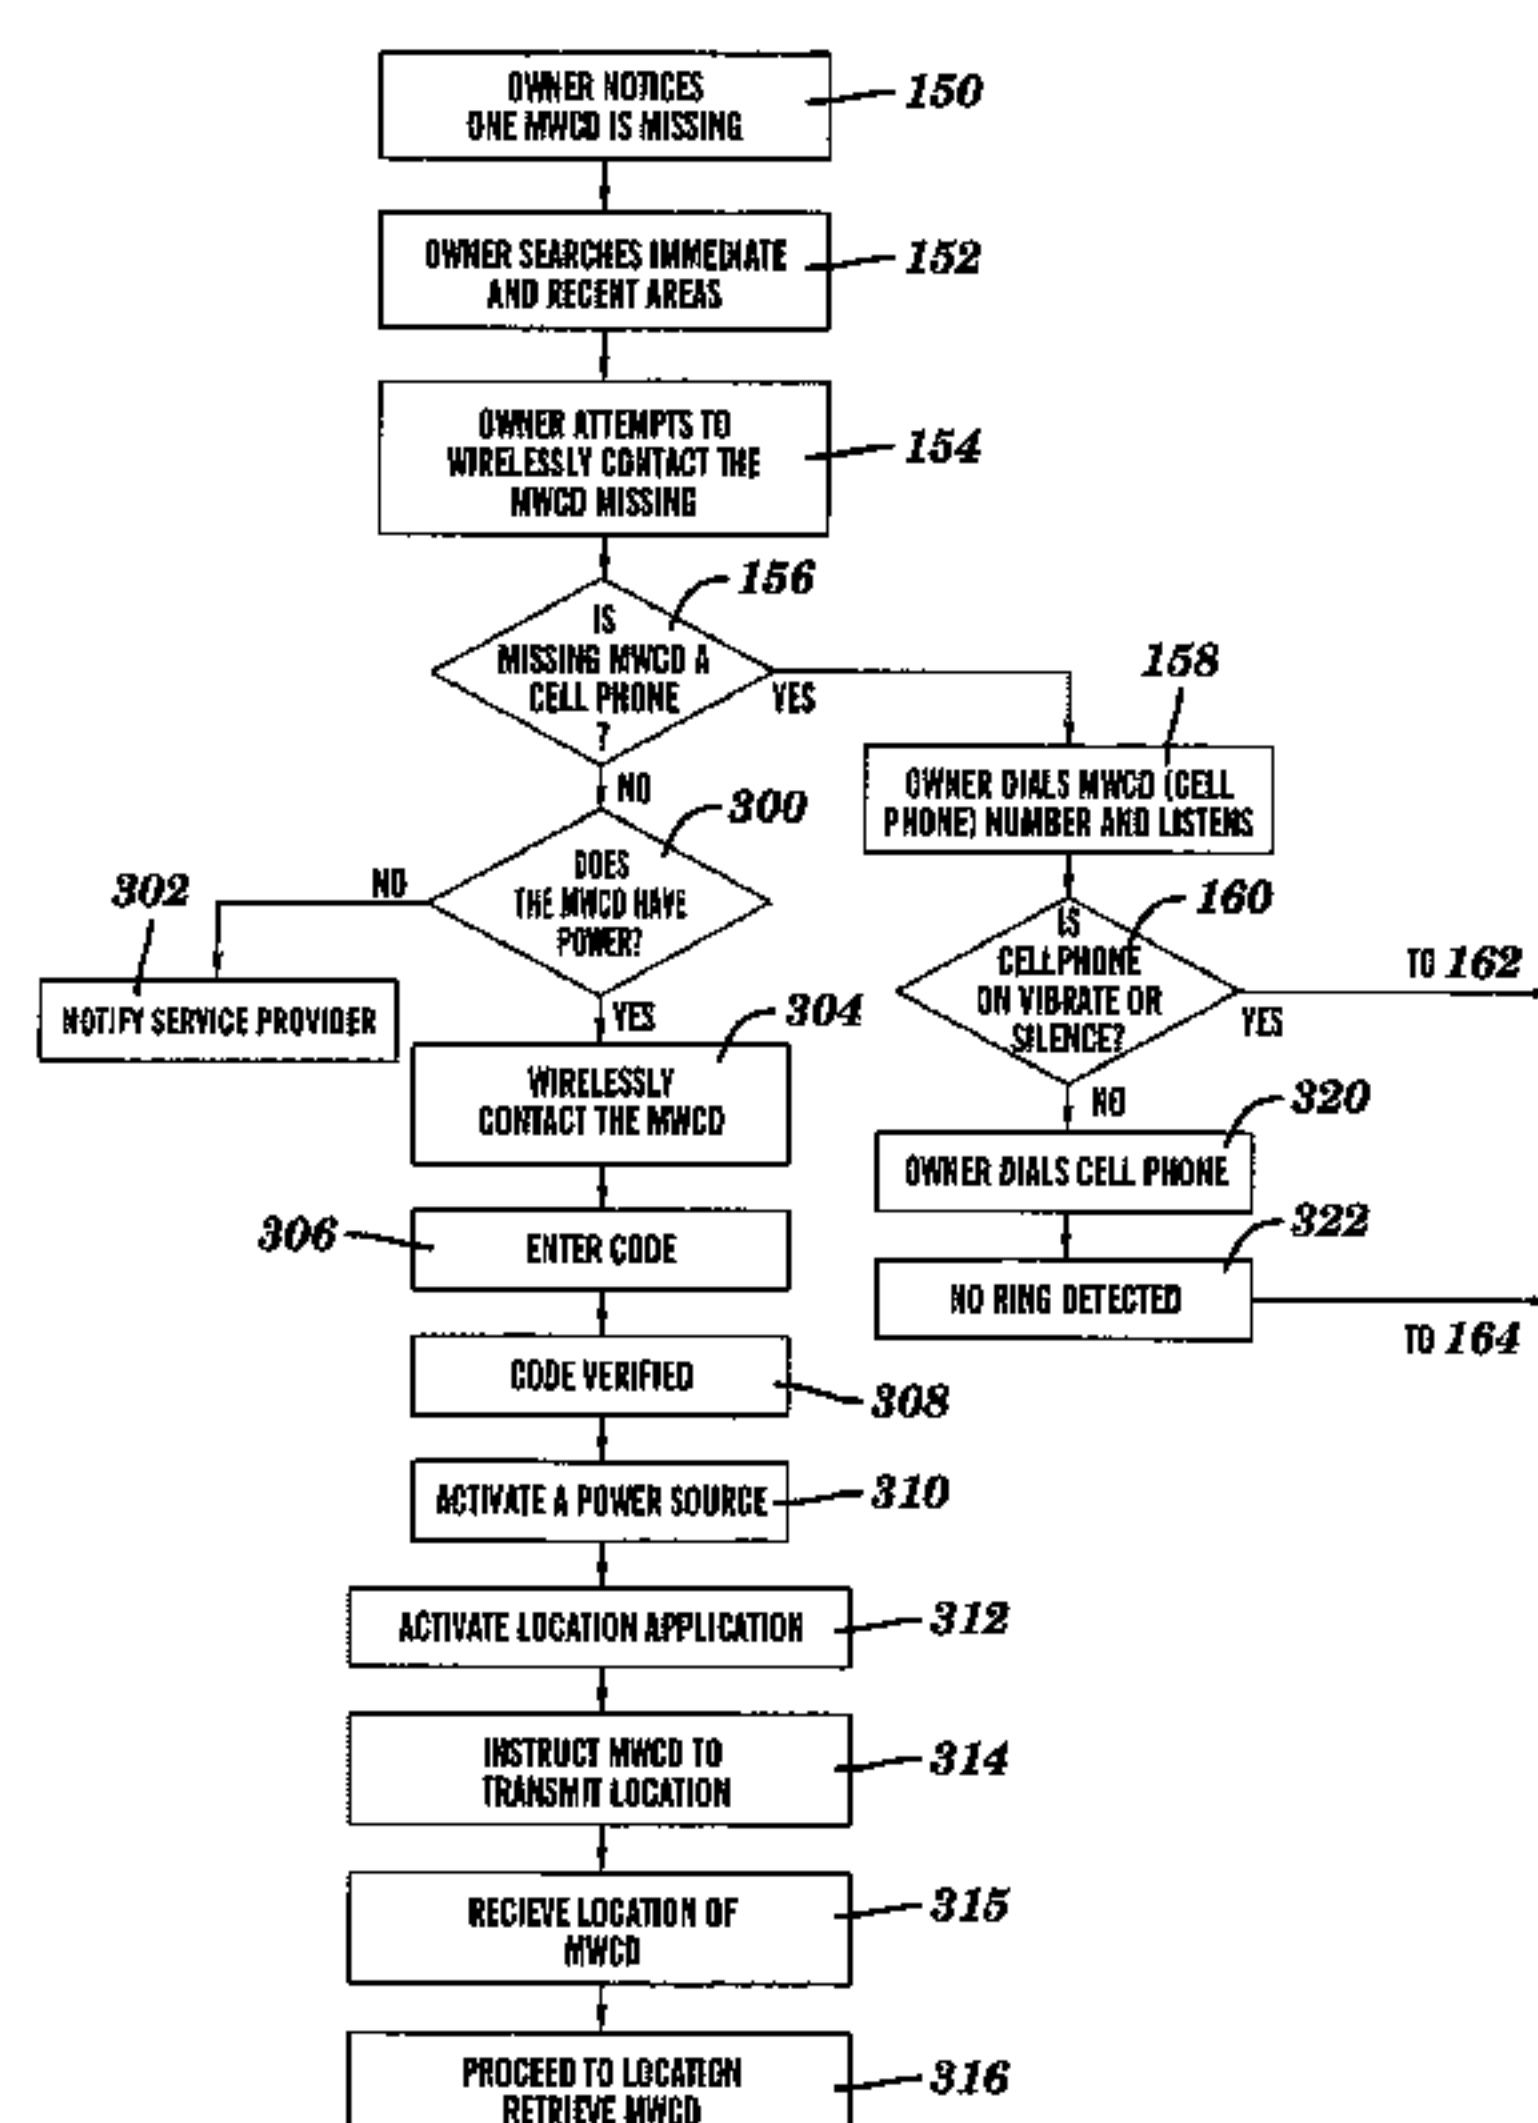 OWNER NOTICES
ONE MWCD IS MISSING
150
OWNER SEARCHES IMMEDIATE
AND RECENT AREAS
152
OWNER ATTEMPTS TO
WIRELESSLY CONTACT THE
MWCD MISSING
154
156
IS
MISSING MWCD A
CELL PHONE
?
YES
NO
158
OWNER DIALS MWCD (CELL
PHONE) NUMBER AND LISTENS
300
DOES
THE MWCD HAVE
POWER?
NO
YES
302
NOTIFY SERVICE PROVIDER
160
IS
CELLPHONE
ON VIBRATE OR
SILENCE?
YES
TO 162
NO
304
WIRELESSLY
CONTACT THE MWCD
320
OWNER DIALS CELL PHONE
306
ENTER CODE
322
NO RING DETECTED
TO 164
CODE VERIFIED
308
ACTIVATE A POWER SOURCE
310
ACTIVATE LOCATION APPLICATION
312
INSTRUCT MWCD TO
TRANSMIT LOCATION
314
RECIEVE LOCATION OF
MWCD
315
PROCEED TO LOCATION
RETRIEVE MWCD
316